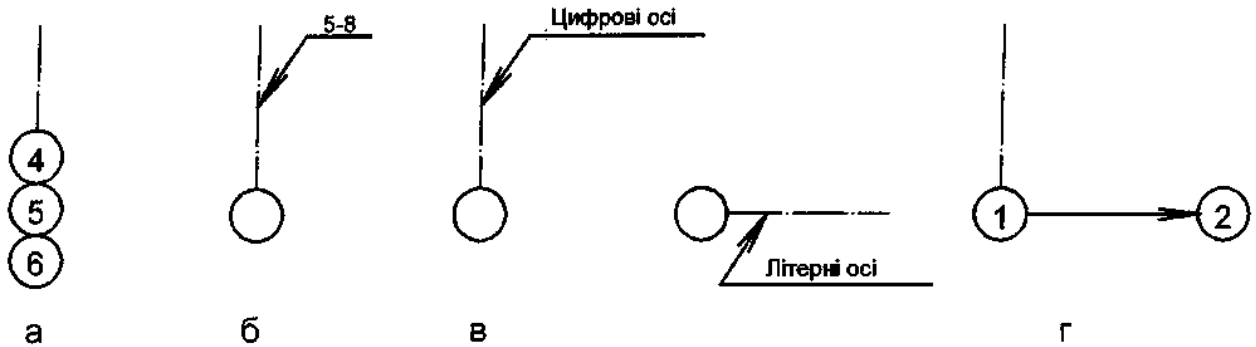 5-8
Цифрові осі
4
5
6
1
2
Літерні осі
а
б
в
г